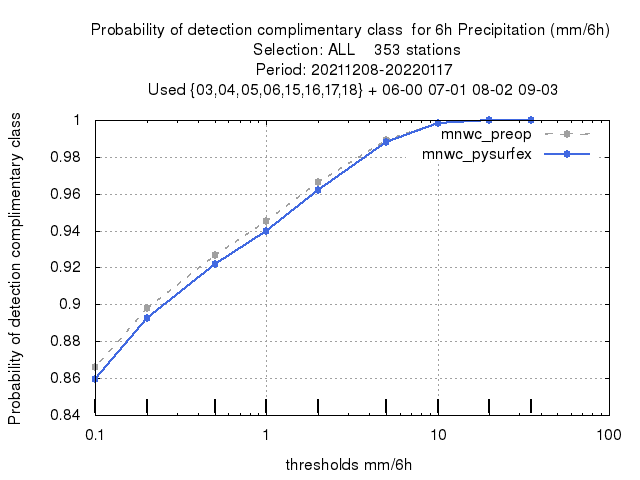 Probability of detection complimentary class  for 6h Precipitation (mm/6h)
Selection: ALL    353 stations
Period: 20211208-20220117
Used {03,04,05,06,15,16,17,18} + 06-00 07-01 08-02 09-03
Probability of detection complimentary class
1
0.98
0.96
0.94
0.92
0.9
0.88
0.86
0.84
mnwc_preop
mnwc_pysurfex
0.1 1 10 100
thresholds mm/6h